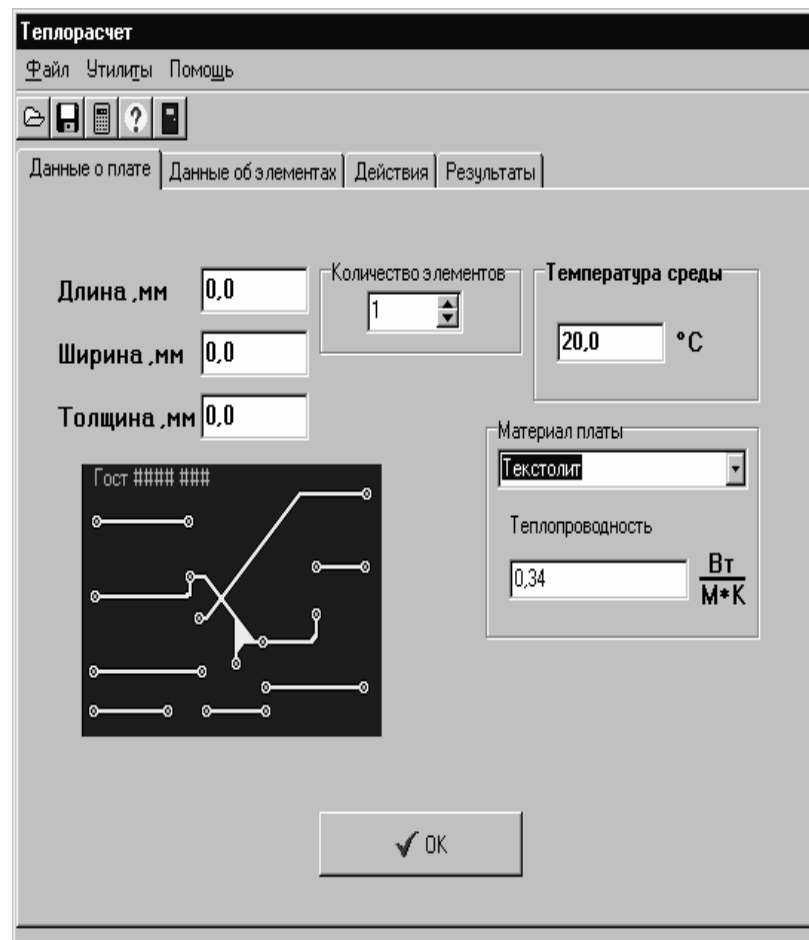 Теплорасчет
Файл Утилиты Помощь
?
Данные о плате Данные об элементах Действия Результаты
Длина ,мм 0,0
Ширина ,мм 0,0
Толщина ,мм 0,0
Количество элементов
1
Температура среды
20,0 °C
Материал платы
Текстолит
Теплопроводность
0,34 Вт
М*К
Гост #### ###
OK